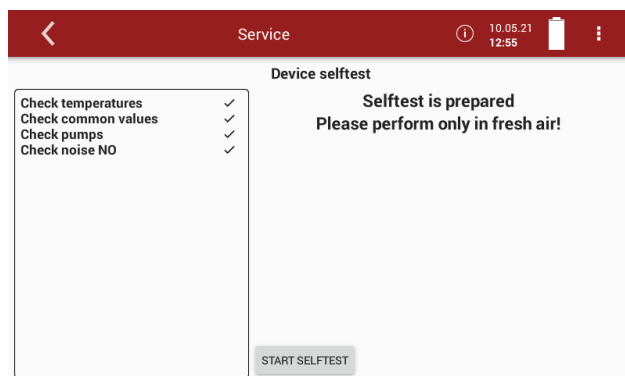 Service
10.05.21
12:55
Device selftest
Check temperatures
Check common values
Check pumps
Check noise NO
Selftest is prepared
Please perform only in fresh air!
START SELFTEST